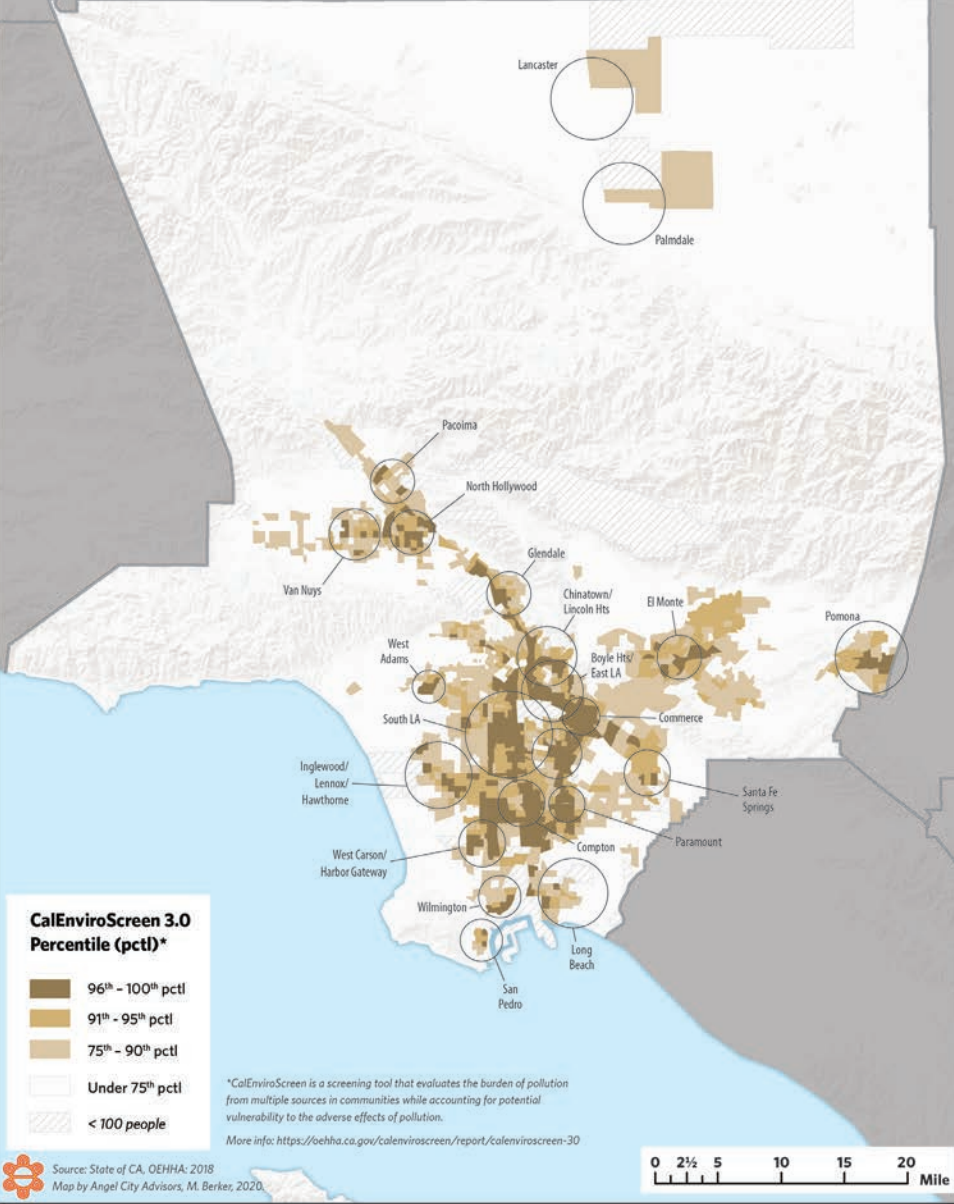 Lancaster
Palmdale
Pacoima
North Hollywood
Van Nuys
Glendale
Chinatown/
Lincoln Hts
El Monte
Pomona
West
Adams
Boyle Hts/
East LA
South LA
Commerce
Inglewood/
Lennox/
Hawthorne
Santa Fe
Springs
Paramount
Compton
West Carson/
Harbor Gateway
Wilmington
Long
Beach
San
Pedro
CalEnviroScreen 3.0
Percentile (pctl)*
96th – 100th pctl
91th - 95th pctl
75th – 90th pctl
Under 75th pctl
< 100 people
*CalEnviroScreen is a screening tool that evaluates the burden of pollution
from multiple sources in communities while accounting for potential
vulnerability to the adverse effects of pollution.
More info: https://oehha.ca.gov/calenviroscreen/report/calenviroscreen-30
Source: State of CA, OEHHA: 2018
Map by Angel City Advisors, M. Berker, 2020
0 2½ 5 10 15 20
Mile